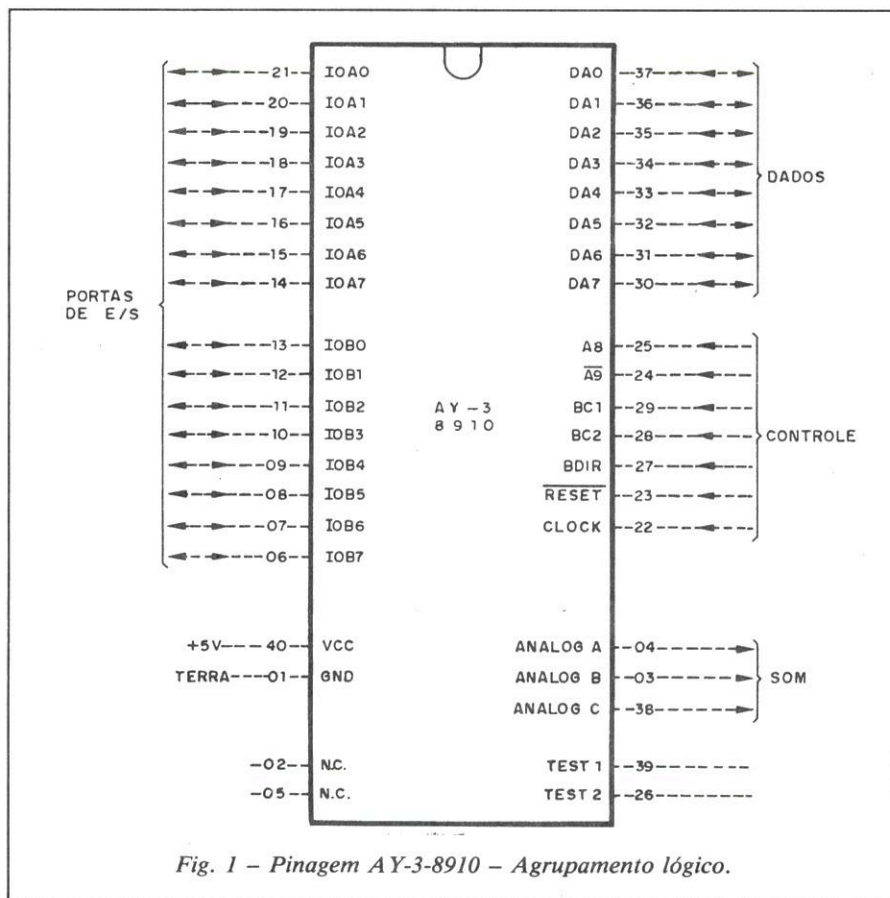 21 IOA0 DA0 37
20 IOA1 DA1 36
19 IOA2 DA2 35
18 IOA3 DA3 34
17 IOA4 DA4 33
DADOS
16 IOA5 DA5 32
15 IOA6 DA6 31
14 IOA7 DA7 30
PORTAS
DE E/S
13 IOB0 A8 25
12 IOB1 A9 24
11 IOB2 BC1 29
AY-3
8910
10 IOB3 BC2 28
CONTROLE
09 IOB4 BDIR 27
08 IOB5 RESET 23
07 IOB6 CLOCK 22
06 IOB7
+5V 40 VCC ANALOG A 04
TERRA 01 GND ANALOG B 03 SOM
ANALOG C 38
02 N.C. TEST 1 39
05 N.C. TEST 2 26
Fig. 1 – Pinagem AY-3-8910 – Agrupamento lógico.